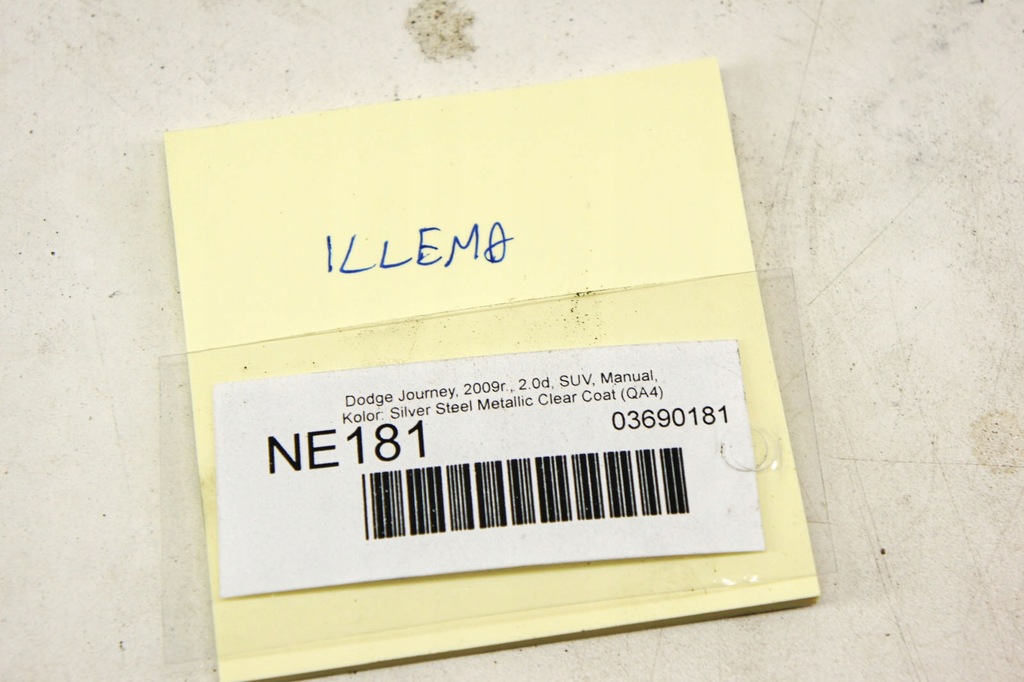 ILLEMA
Dodge Journey, 2009r., 2.0d, SUV, Manual,
Kolor: Silver Steel Metallic Clear Coat (QA4)
NE181
03690181